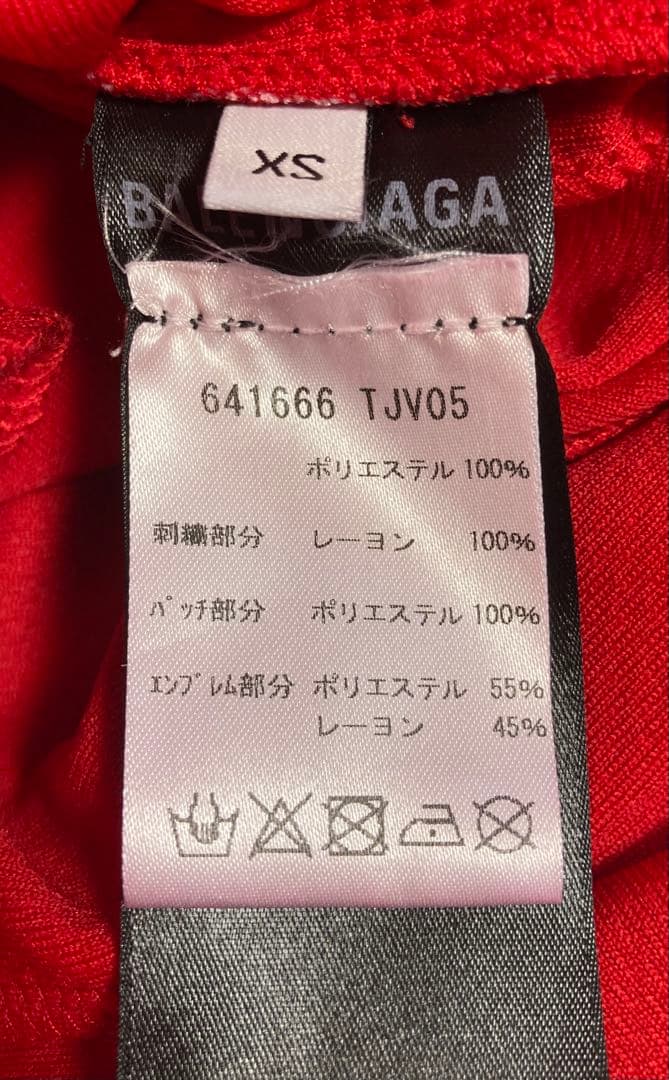 XS
BALENCIAGA
641666 TJV05
ポリエステル 100%
刺繍部分 レーヨン 100%
パッチ部分 ポリエステル 100%
エンブレム部分 ポリエステル 55%
レーヨン 45%